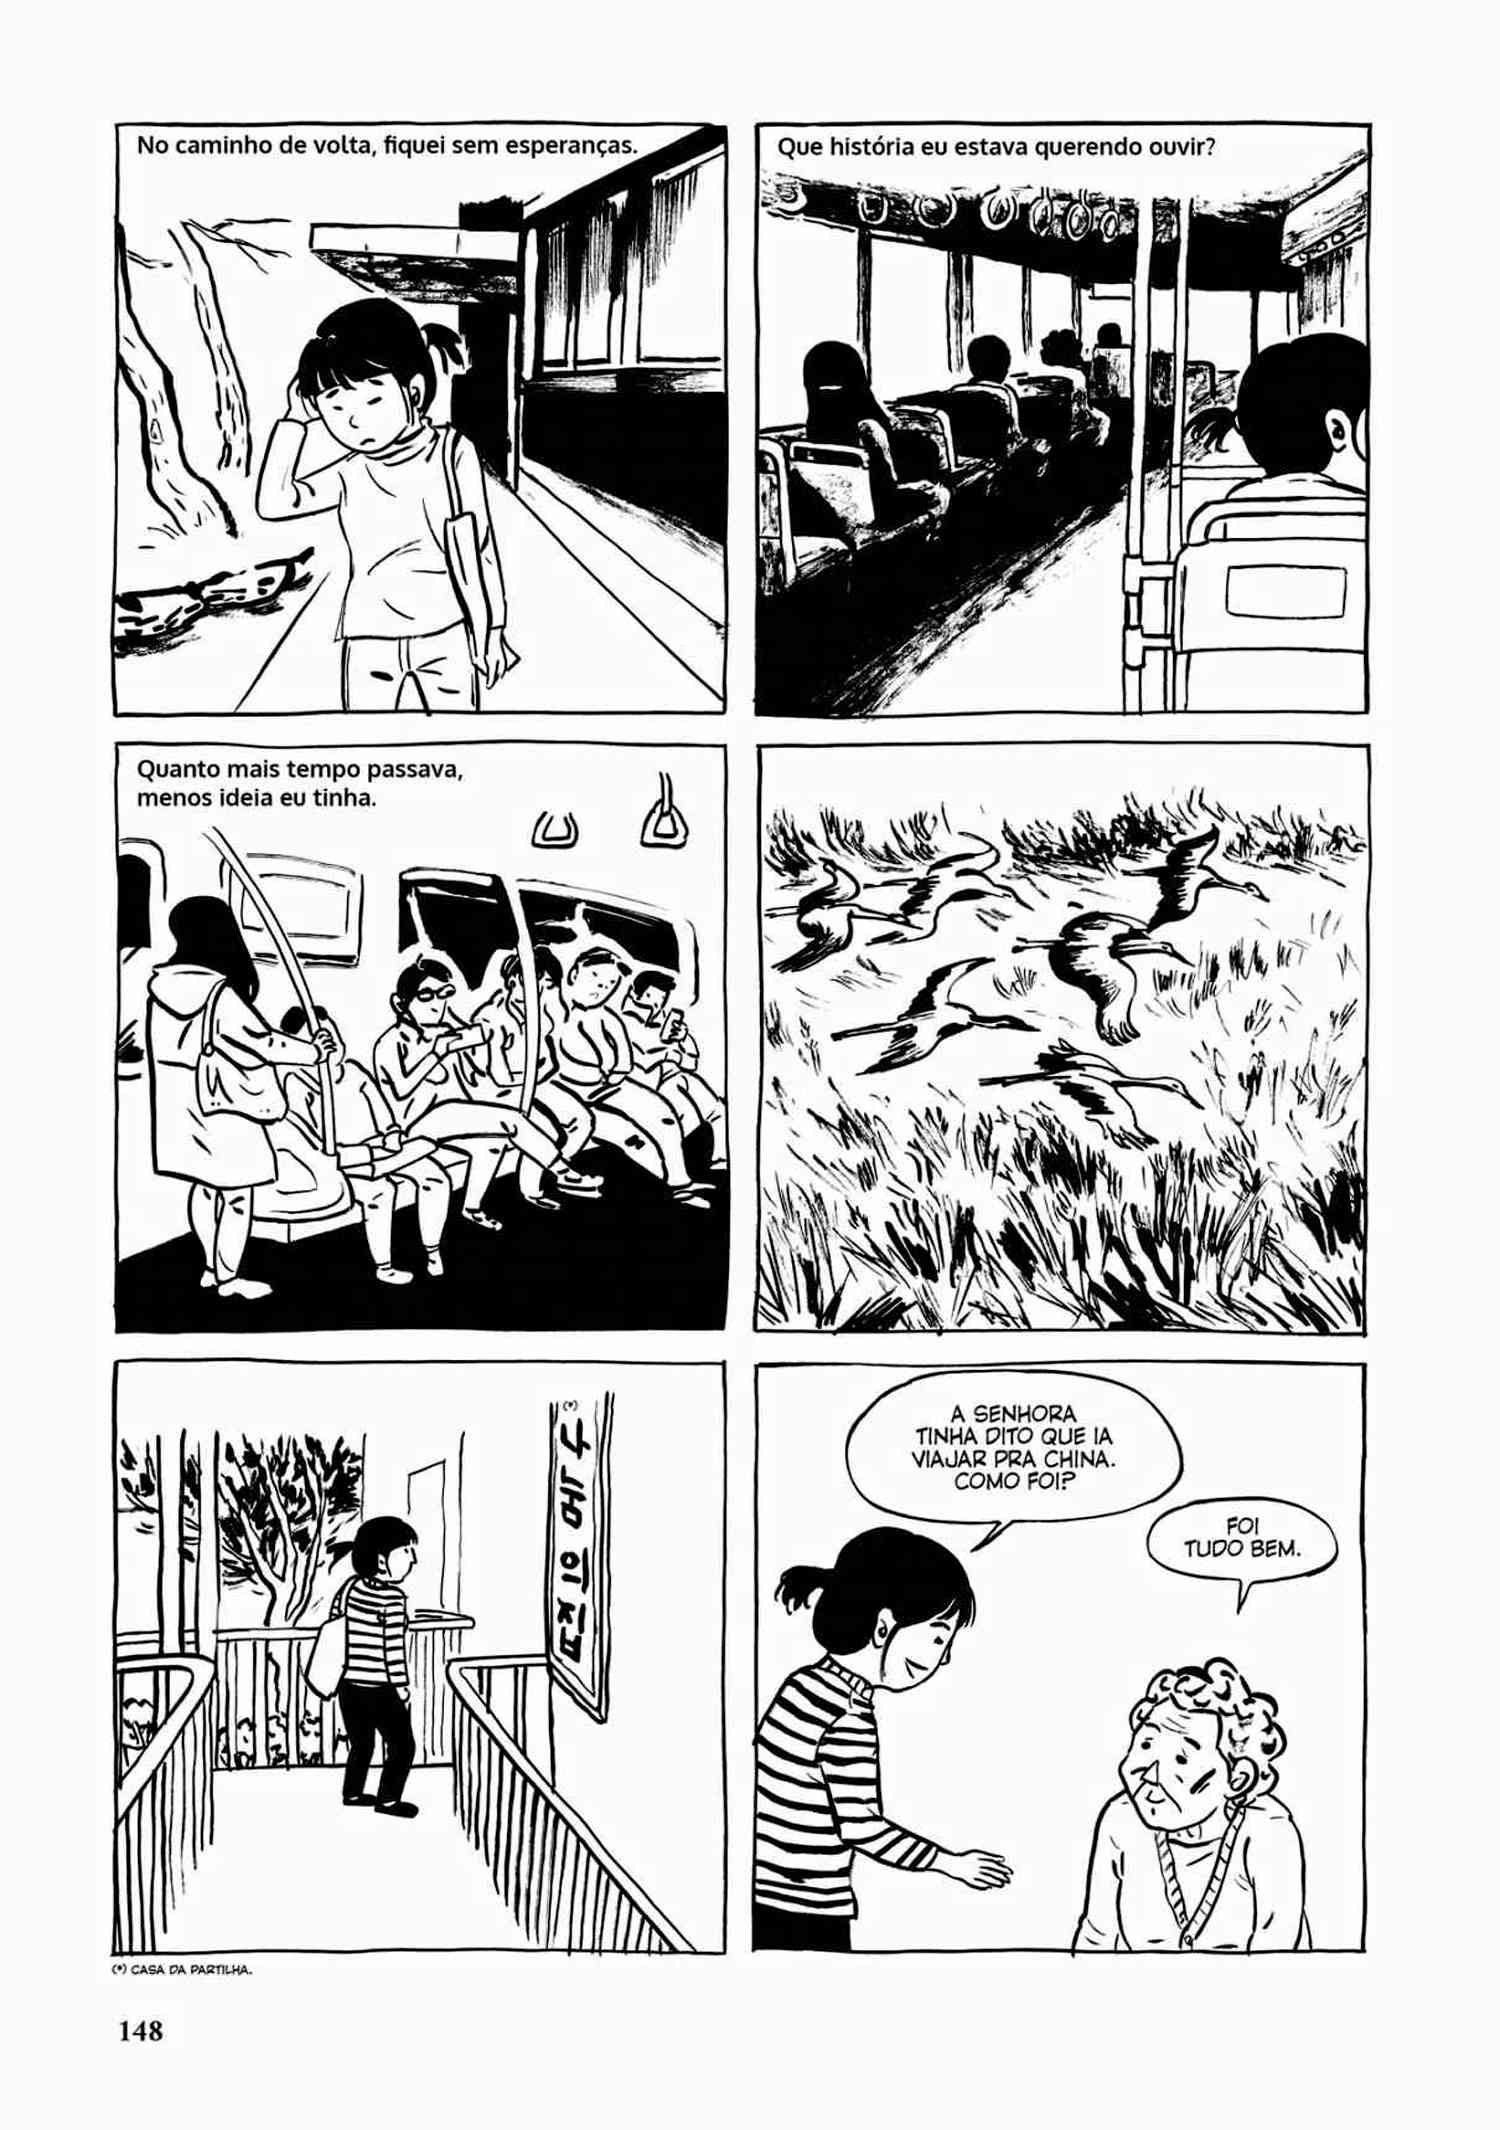 No caminho de volta, fiquei sem esperanças.
Que história eu estava querendo ouvir?
Quanto mais tempo passava,
menos ideia eu tinha.
(*)
나눔의집
A SENHORA
TINHA DITO QUE IA
VIAJAR PRA CHINA.
COMO FOI?
FOI
TUDO BEM.
(*) CASA DA PARTILHA.
148